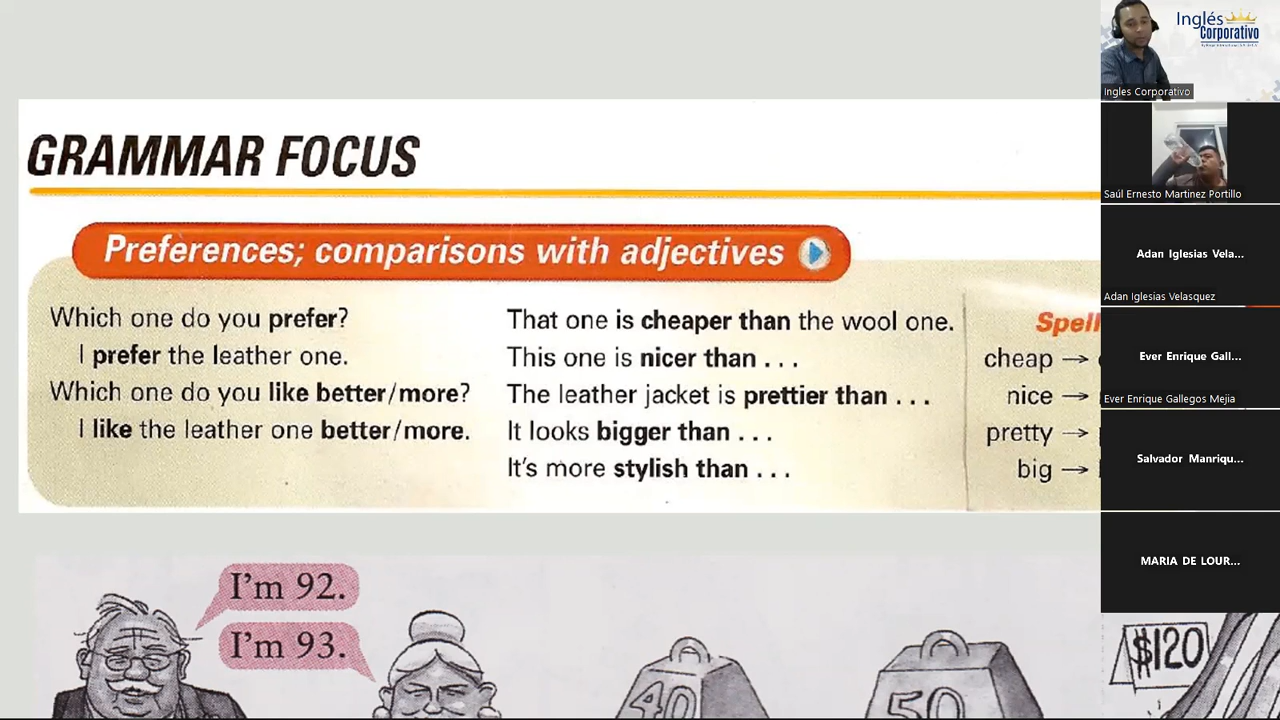 GRAMMAR FOCUS
Preferences; comparisons with adjectives
Which one do you prefer?
I prefer the leather one.
Which one do you like better/more?
I like the leather one better/more.
That one is cheaper than the wool one.
This one is nicer than . . .
The leather jacket is prettier than . . .
It looks bigger than . . .
It's more stylish than . . .
Spell
cheap →
nice →
pretty →
big →
I'm 92.
I'm 93.
40
50
$120
Inglés
Corporativo
Ingles Corporativo
Saúl Ernesto Martinez Portillo
Adan Iglesias Vela...
Adan Iglesias Velasquez
Ever Enrique Gall...
Ever Enrique Gallegos Mejia
Salvador Manriqu...
MARIA DE LOUR...